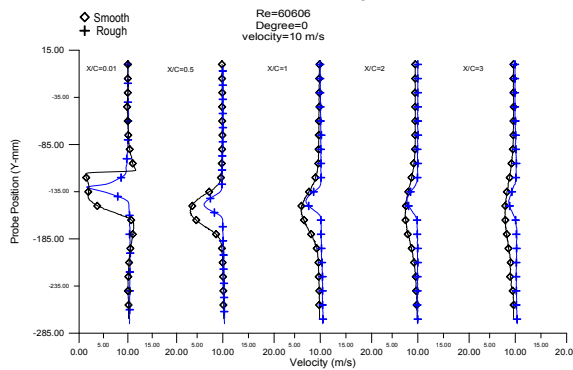 Smooth
Rough
Re=60606
Degree=0
velocity=10 m/s
15.00
X/C=0.01 X/C=0.5 X/C=1 X/C=2 X/C=3
-35.00
-85.00
-135.00
-185.00
-235.00
-285.00
Probe Position (Y-mm)
5.00 15.00 5.00 15.00 5.00 15.00 5.00 15.00 5.00 15.00
0.00 10.00 20.00 10.00 20.00 10.00 20.00 10.00 20.00 10.00 20.0
Velocity (m/s)